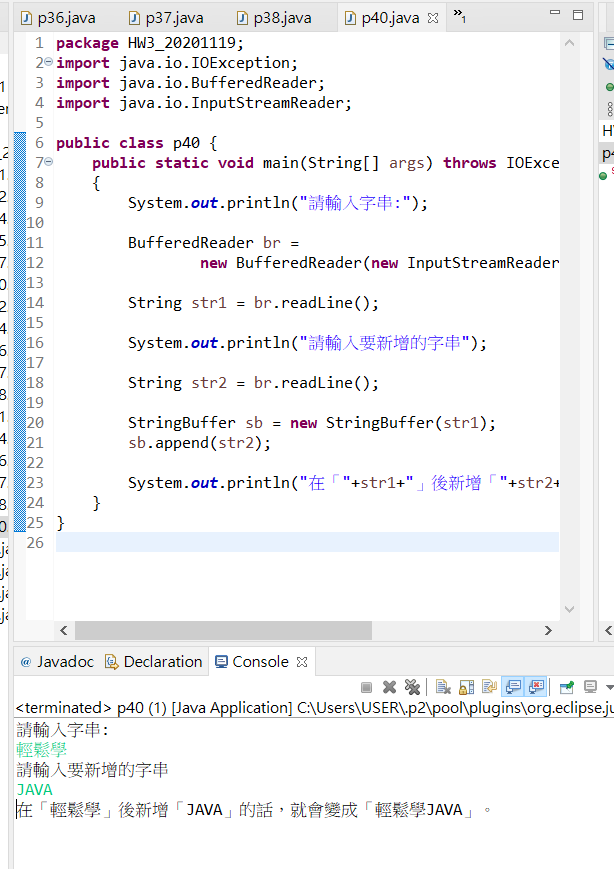 p36.java p37.java p38.java p40.java »1
1 package HW3_20201119;
2 import java.io.IOException;
3 import java.io.BufferedReader;
4 import java.io.InputStreamReader;
5
6 public class p40 {
7 public static void main(String[] args) throws IOExce
8 {
9 System.out.println("請輸入字串:");
10
11 BufferedReader br =
12 new BufferedReader(new InputStreamReader
13
14 String str1 = br.readLine();
15
16 System.out.println("請輸入要新增的字串");
17
18 String str2 = br.readLine();
19
20 StringBuffer sb = new StringBuffer(str1);
21 sb.append(str2);
22
23 System.out.println("在「"+str1+"」後新增「"+str2+
24 }
25 }
26
@ Javadoc Declaration Console
<terminated> p40 (1) [Java Application] C:\Users\USER\.p2\pool\plugins\org.eclipse.ju
請輸入字串:
輕鬆學
請輸入要新增的字串
JAVA
在「輕鬆學」後新增「JAVA」的話，就會變成「輕鬆學JAVA」。